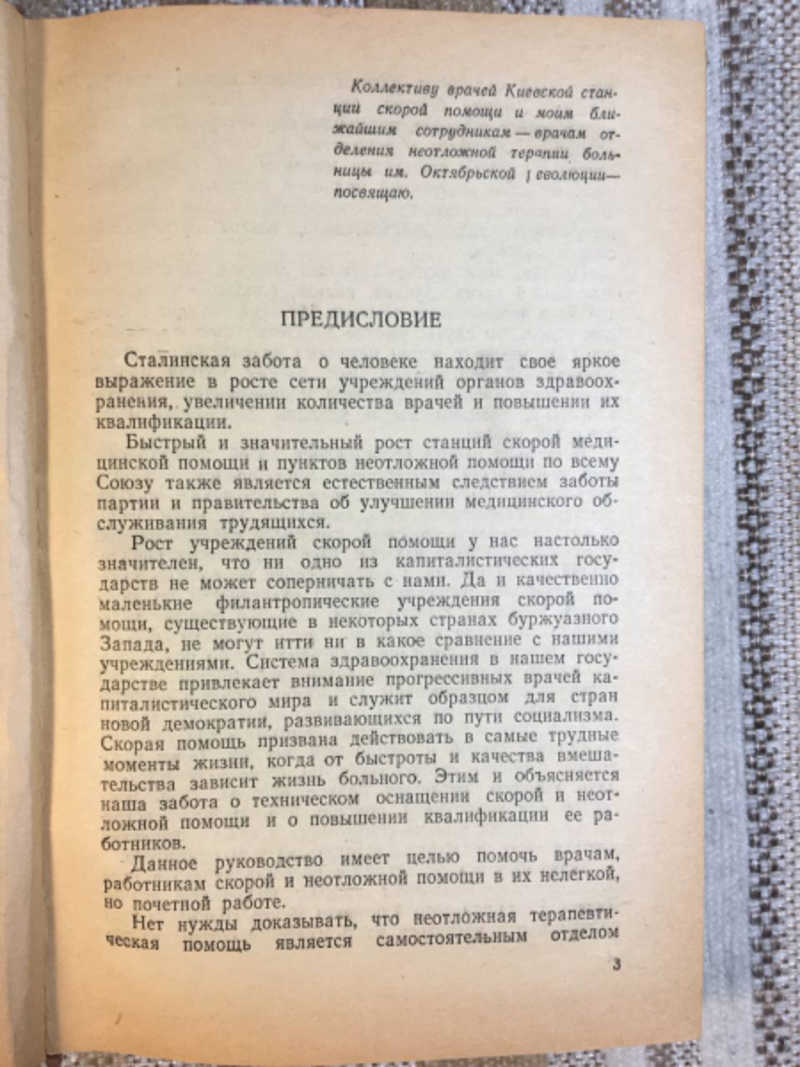 Коллективу врачей Киевской стан-
ции скорой помощи и моим бли-
жайшим сотрудникам — врачам от-
деления неотложной терапии боль-
ницы им. Октябрьской еволюции—
посвящаю.
ПРЕДИСЛОВИЕ
Сталинская забота о человеке находит свое яркое
выражение в росте сети учреждений органов здравоох-
ранения, увеличении количества врачей и повышении их
квалификации.
Быстрый и значительный рост станций скорой меди-
цинской помощи и пунктов неотложной помощи по всему
Союзу также является естественным следствием заботы
партии и правительства об улучшении медицинского об-
служивания трудящихся.
Рост учреждений скорой помощи у нас настолько
значителен, что ни одно из капиталистических госу-
дарств не может соперничать с нами. Да и качественно
маленькие филантропические учреждения скорой по-
мощи, существующие в некоторых странах буржуазного
Запада, не могут итти ни в какое сравнение с нашими
учреждениями. Система здравоохранения в нашем госу-
дарстве привлекает внимание прогрессивных врачей ка-
питалистического мира и служит образцом для стран
новой демократии, развивающихся по пути социализма.
Скорая помощь призвана действовать в самые трудные
моменты жизни, когда от быстроты и качества вмеша-
тельства зависит жизнь больного. Этим и объясняется
наша забота о техническом оснащении скорой и неот-
ложной помощи и о повышении квалификации ее ра-
ботников.
Данное руководство имеет целью помочь врачам,
работникам скорой и неотложной помощи в их нелегкой,
но почетной работе.
Нет нужды доказывать, что неотложная терапевти-
ческая помощь является самостоятельным отделом
3